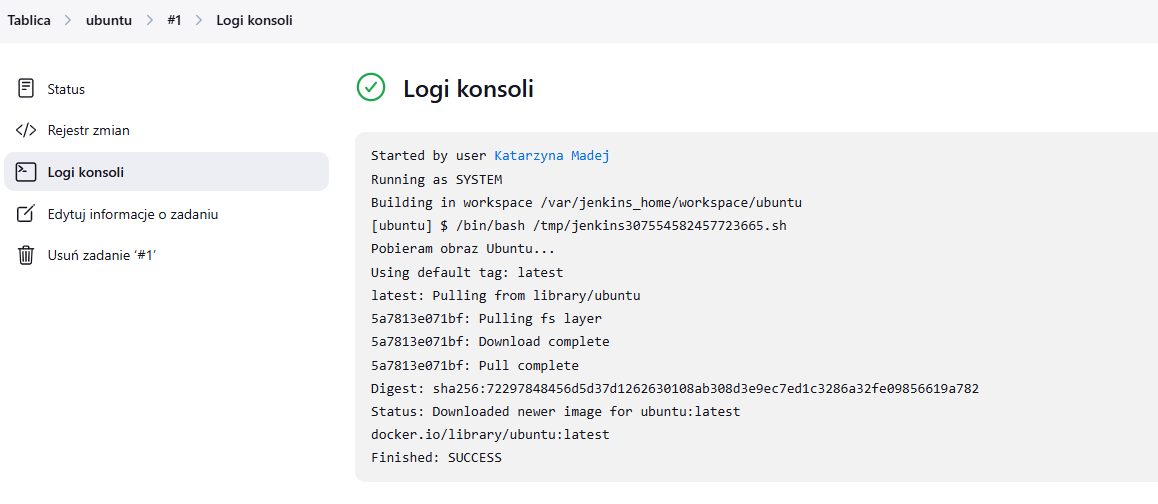 Tablica > ubuntu > #1 > Logi konsoli
Status
Rejestr zmian
Logi konsoli
Edytuj informacje o zadaniu
Usuń zadanie ‘#1’
Logi konsoli
Started by user Katarzyna Madej
Running as SYSTEM
Building in workspace /var/jenkins_home/workspace/ubuntu
[ubuntu] $ /bin/bash /tmp/jenkins307554582457723665.sh
Pobieram obraz Ubuntu...
Using default tag: latest
latest: Pulling from library/ubuntu
5a7813e071bf: Pulling fs layer
5a7813e071bf: Download complete
5a7813e071bf: Pull complete
Digest: sha256:72297848456d5d37d1262630108ab308d3e9ec7ed1c3286a32fe09856619a782
Status: Downloaded newer image for ubuntu:latest
docker.io/library/ubuntu:latest
Finished: SUCCESS